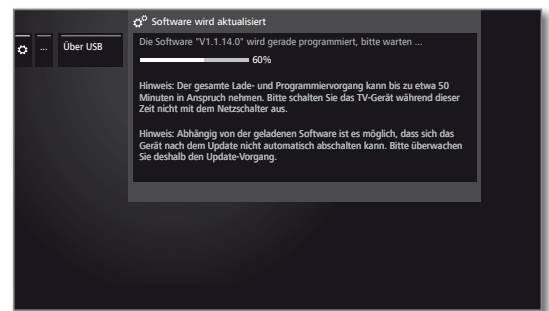 Software wird aktualisiert
... Über USB
Die Software "V1.1.14.0" wird gerade programmiert, bitte warten ...
60%
Hinweis: Der gesamte Lade- und Programmiervorgang kann bis zu etwa 50
Minuten in Anspruch nehmen. Bitte schalten Sie das TV-Gerät während dieser
Zeit nicht mit dem Netzschalter aus.
Hinweis: Abhängig von der geladenen Software ist es möglich, dass sich das
Gerät nach dem Update nicht automatisch abschalten kann. Bitte überwachen
Sie deshalb den Update-Vorgang.